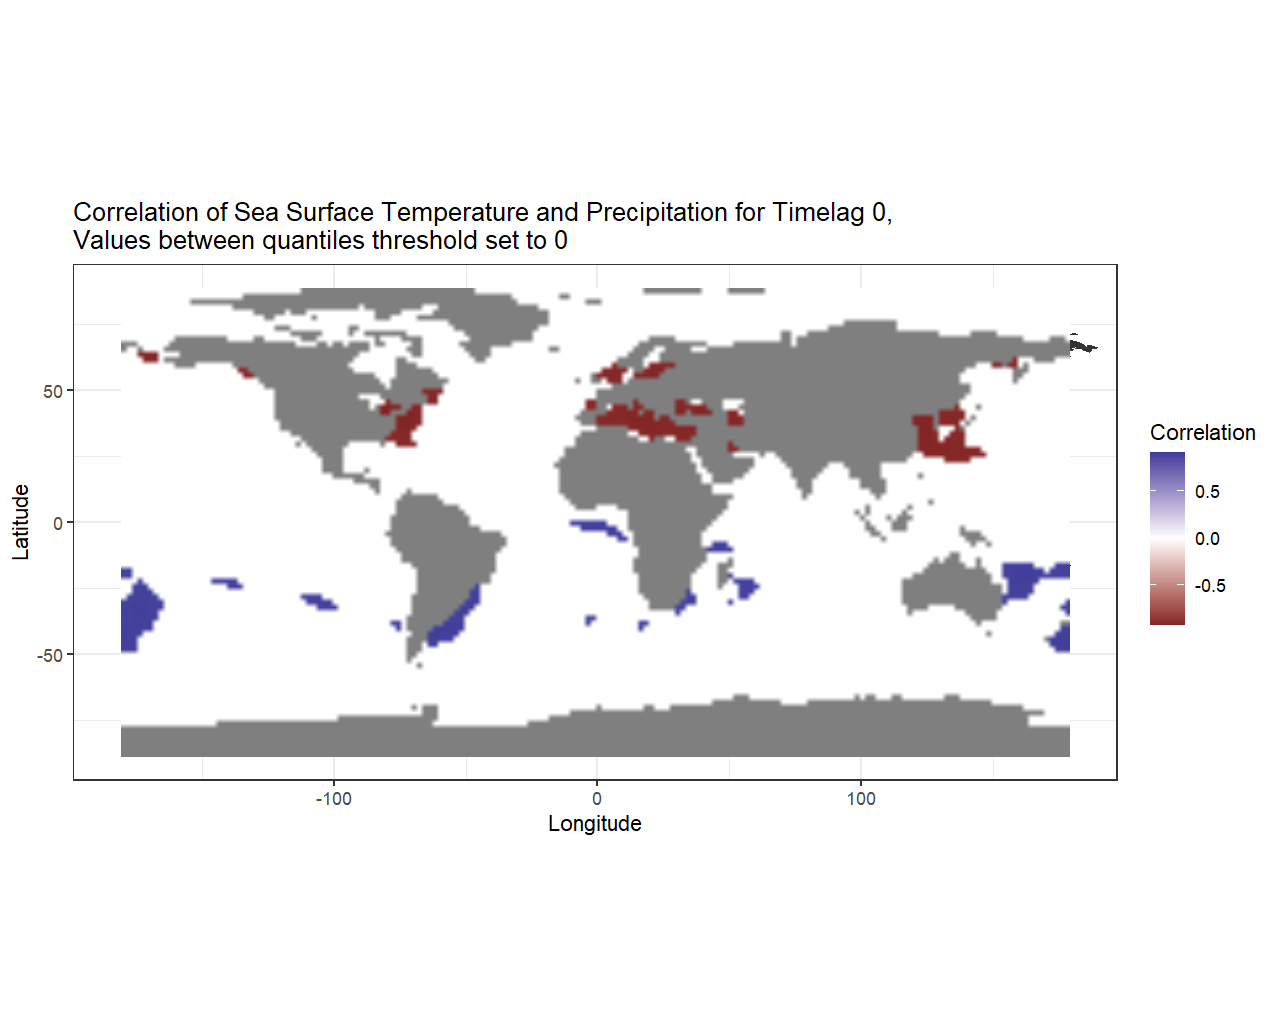 Correlation of Sea Surface Temperature and Precipitation for Timelag 0,
Values between quantiles threshold set to 0
Latitude
50
0
-50
-100
0
100
Longitude
Correlation
0.5
0.0
-0.5